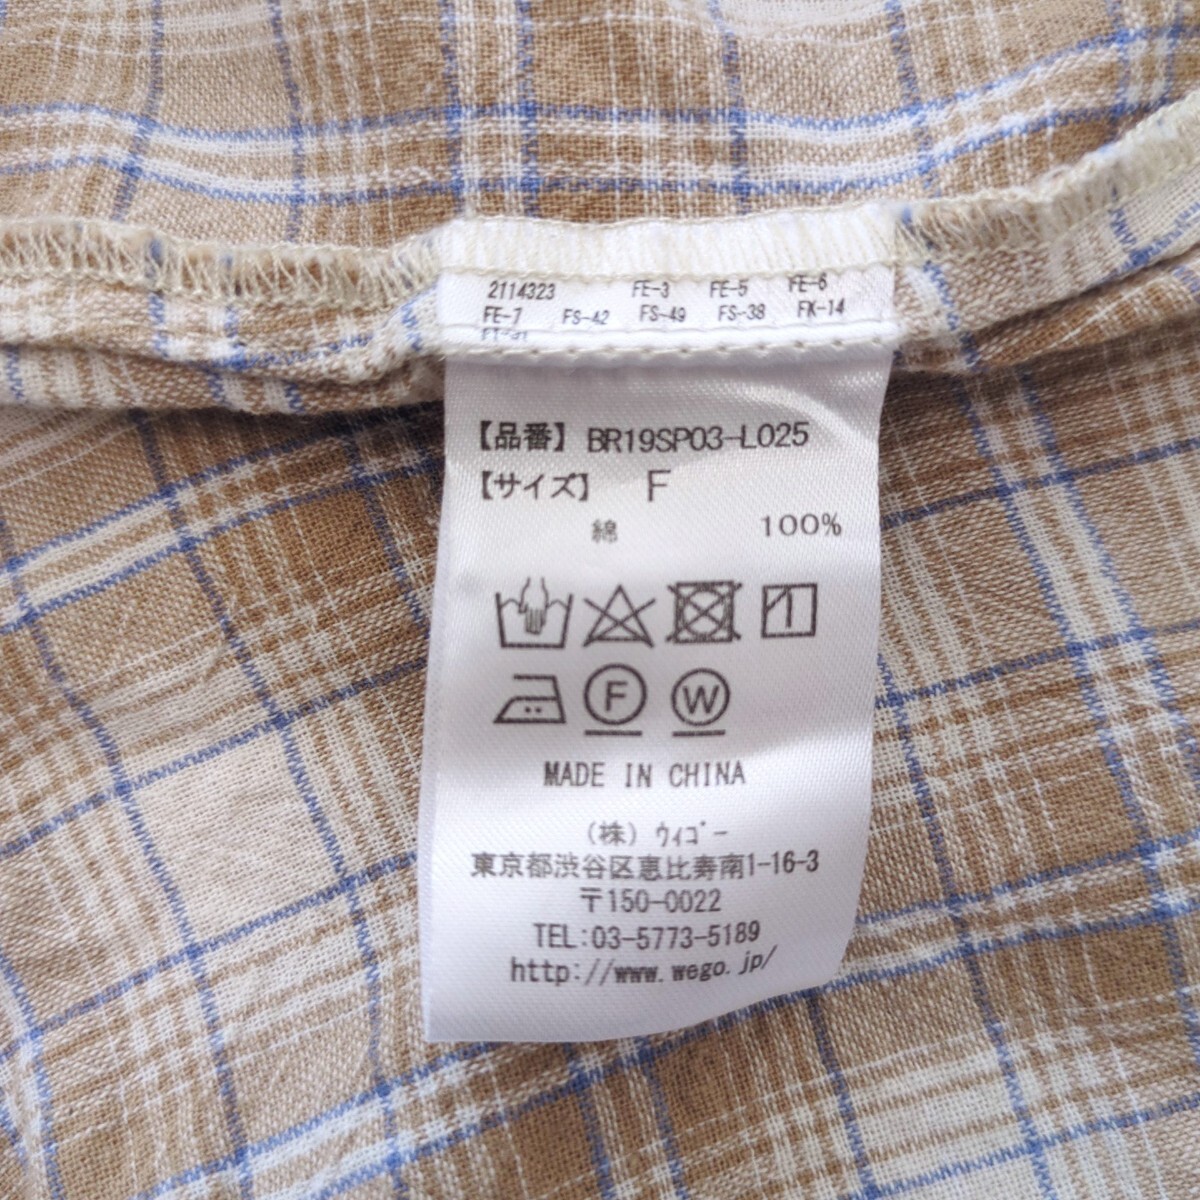 2114323 FE-3 FE-5 FE-6
FE-7 FS-42 FS-49 FS-38 FK-14
【品番】 BR19SP03-L025
【サイズ】 F
綿 100%
F W
MADE IN CHINA
(株) ｳｨｺﾞｰ
東京都渋谷区恵比寿南1-16-3
〒150-0022
TEL:03-5773-5189
http://www.wego.jp/